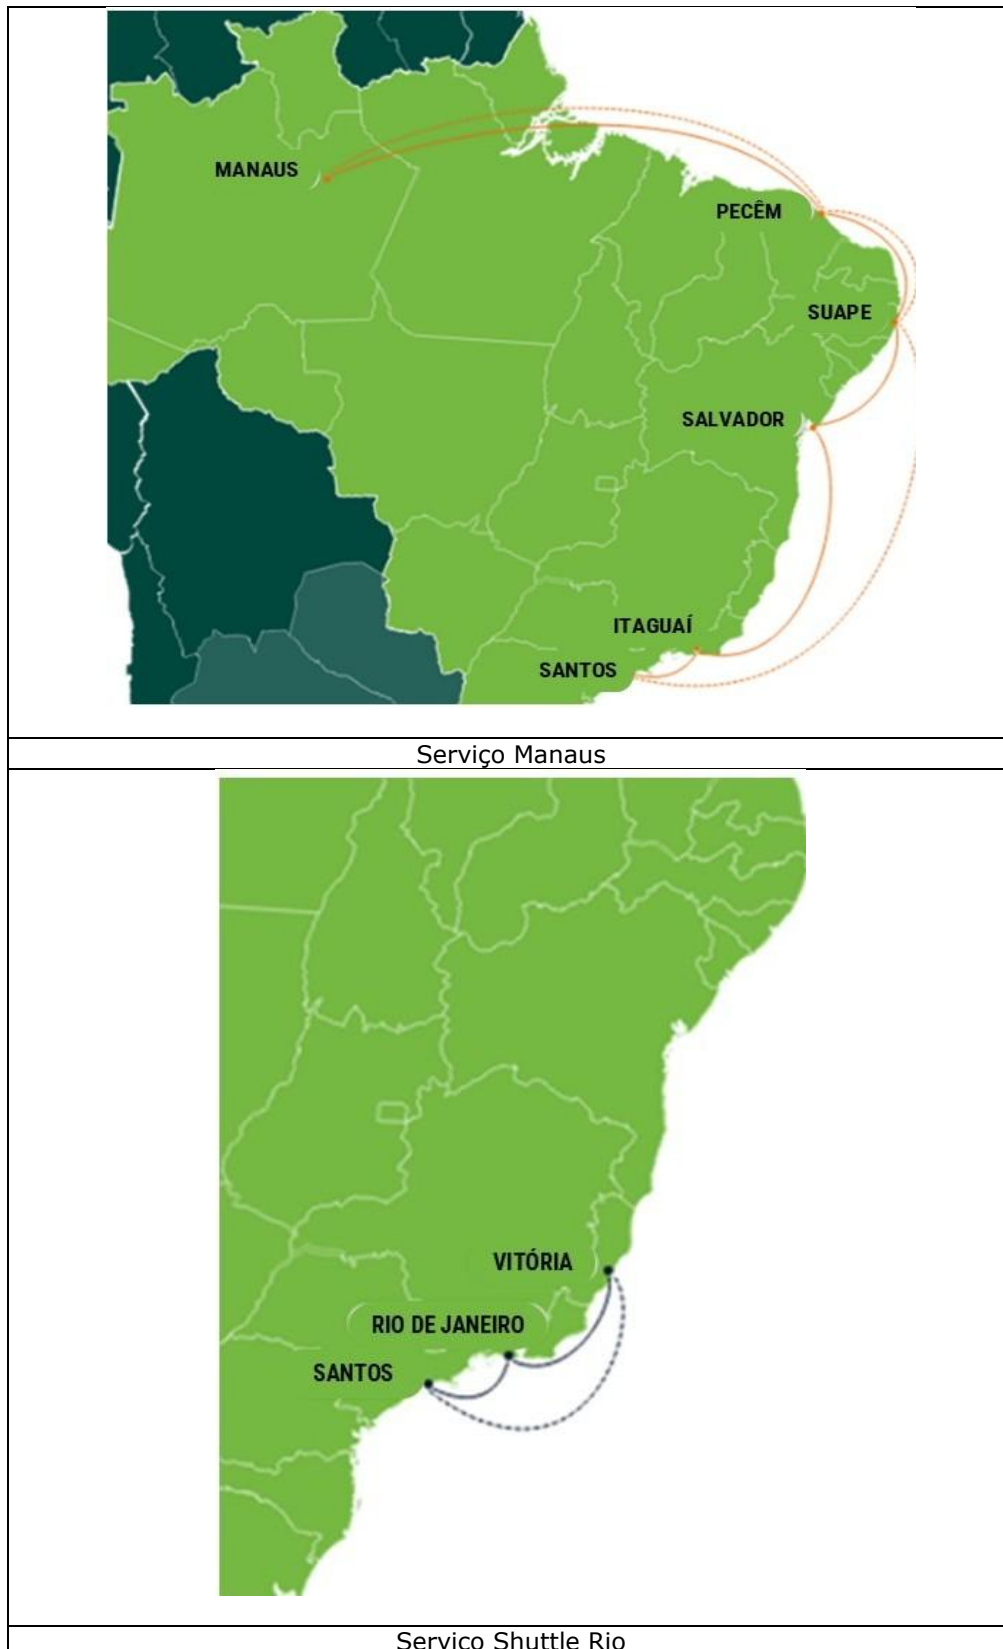 MANAUS
PECÊM
SUAPE
SALVADOR
ITAGUAÍ
SANTOS
Serviço Manaus
VITÓRIA
RIO DE JANEIRO
SANTOS
Serviço Shuttle Rio